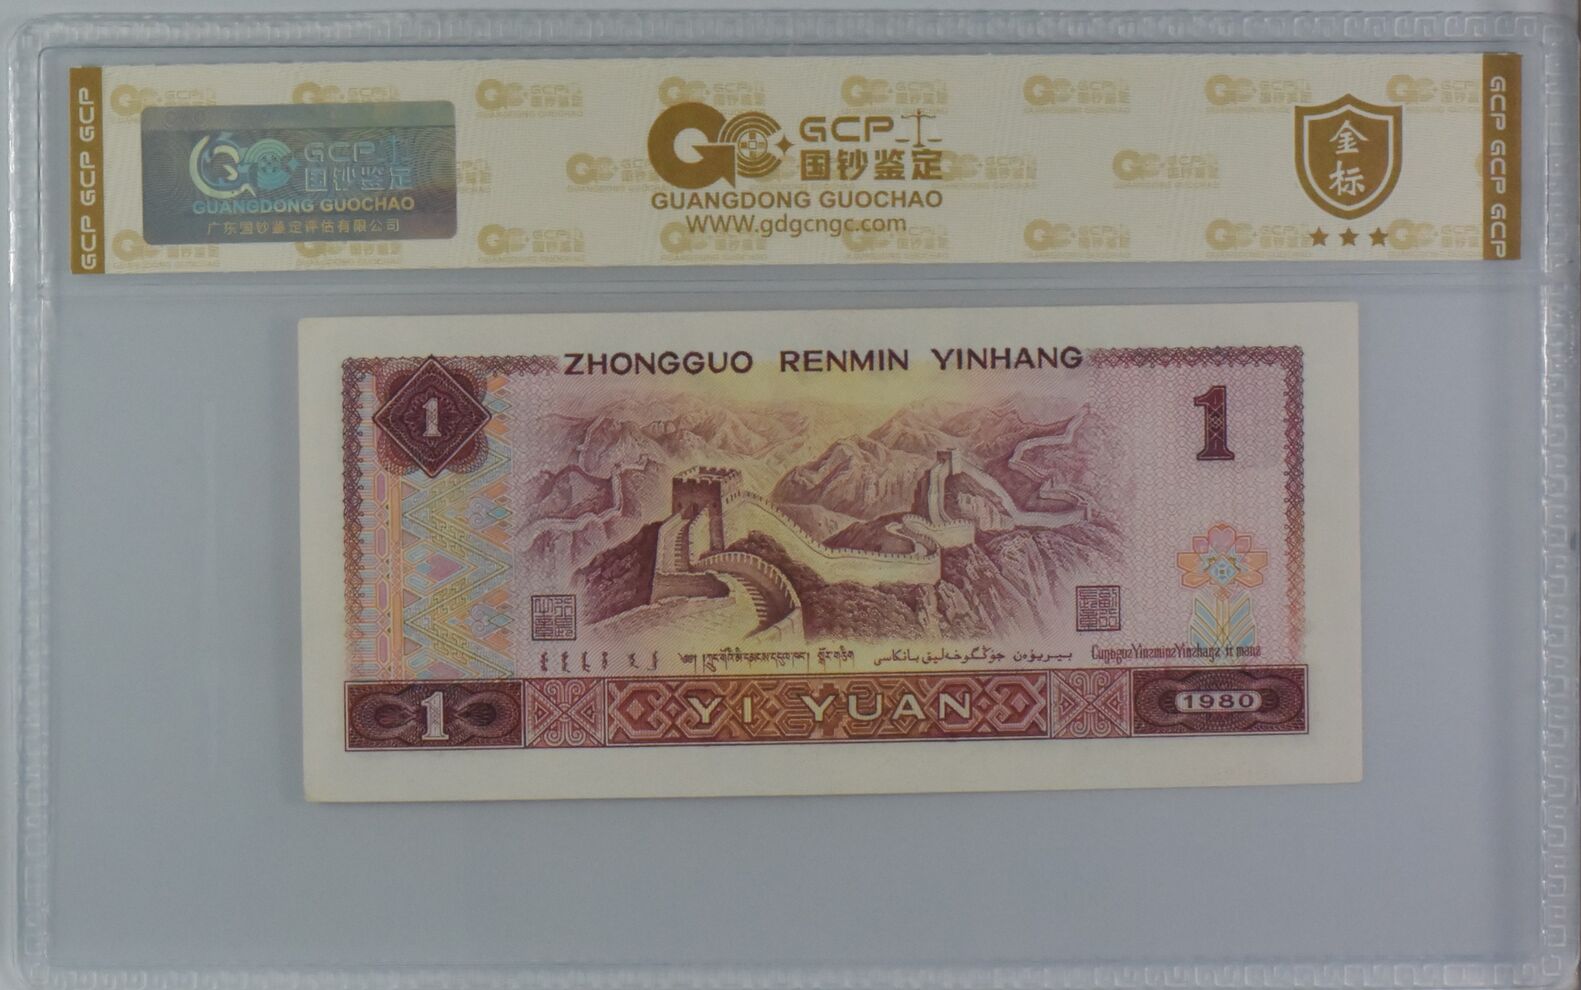 GCP GCP GCP
GCP
国钞鉴定
GUANGDONG GUOCHAO
广东国钞鉴定评估有限公司
GCP
国钞鉴定
GUANGDONG GUOCHAO
WWW.gdgcngc.com
金标
GCP GCP GCP
ZHONGGUO RENMIN YINHANG
1
1
1
YI YUAN
1980